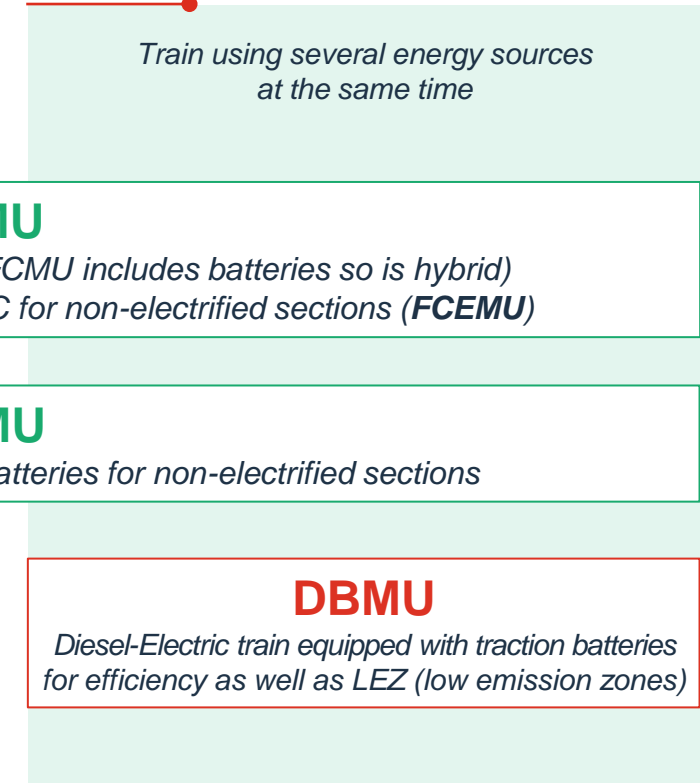 Train using several energy sources
at the same time
MU
FCMU includes batteries so is hybrid)
for non-electrified sections (FCEMU)
MU
batteries for non-electrified sections
DBMU
Diesel-Electric train equipped with traction batteries
for efficiency as well as LEZ (low emission zones)